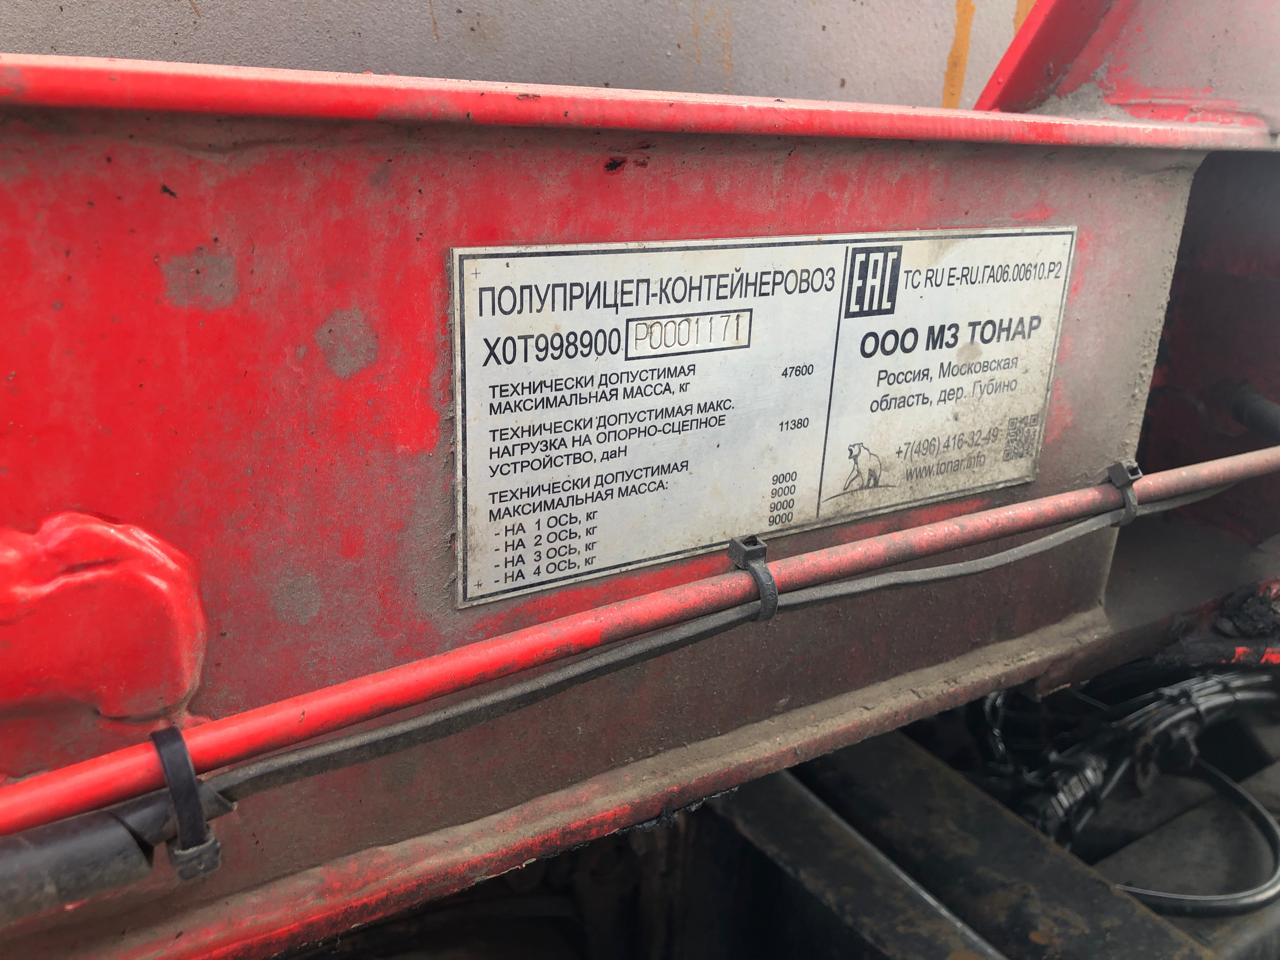 ПОЛУПРИЦЕП-КОНТЕЙНЕРОВОЗ
X0T998900 P0001171
ТЕХНИЧЕСКИ ДОПУСТИМАЯ
МАКСИМАЛЬНАЯ МАССА, кг 47600
ТЕХНИЧЕСКИ ДОПУСТИМАЯ МАКС.
НАГРУЗКА НА ОПОРНО-СЦЕПНОЕ 11380
УСТРОЙСТВО, даН
ТЕХНИЧЕСКИ ДОПУСТИМАЯ
МАКСИМАЛЬНАЯ МАССА:
- НА 1 ОСЬ, кг 9000
- НА 2 ОСЬ, кг 9000
- НА 3 ОСЬ, кг 9000
- НА 4 ОСЬ, кг 9000
EAC TC RU E-RU.ГА06.00610.P2
ООО МЗ ТОНАР
Россия, Московская
область, дер. Губино
+7(496) 416-32-49
www.tonar.info